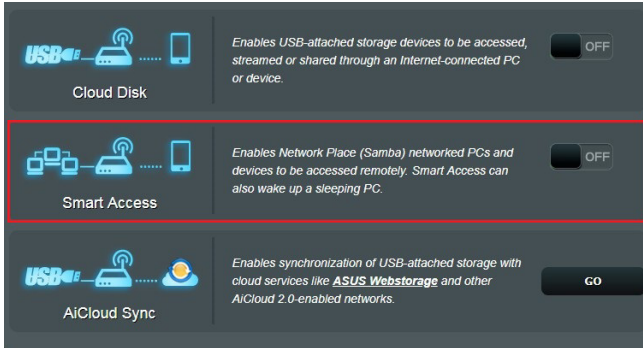 Enables USB-attached storage devices to be accessed,
USB
streamed or shared through an Internet-connected PC
OFF
or device.
Cloud Disk
Enables Network Place (Samba) networked PCs and
devices to be accessed remotely. Smart Access can
OFF
also wake up a sleeping PC.
Smart Access
Enables synchronization of USB-attached storage with
USB
cloud services like ASUS Webstorage and other
GO
AiCloud 2.0-enabled networks.
AiCloud Sync